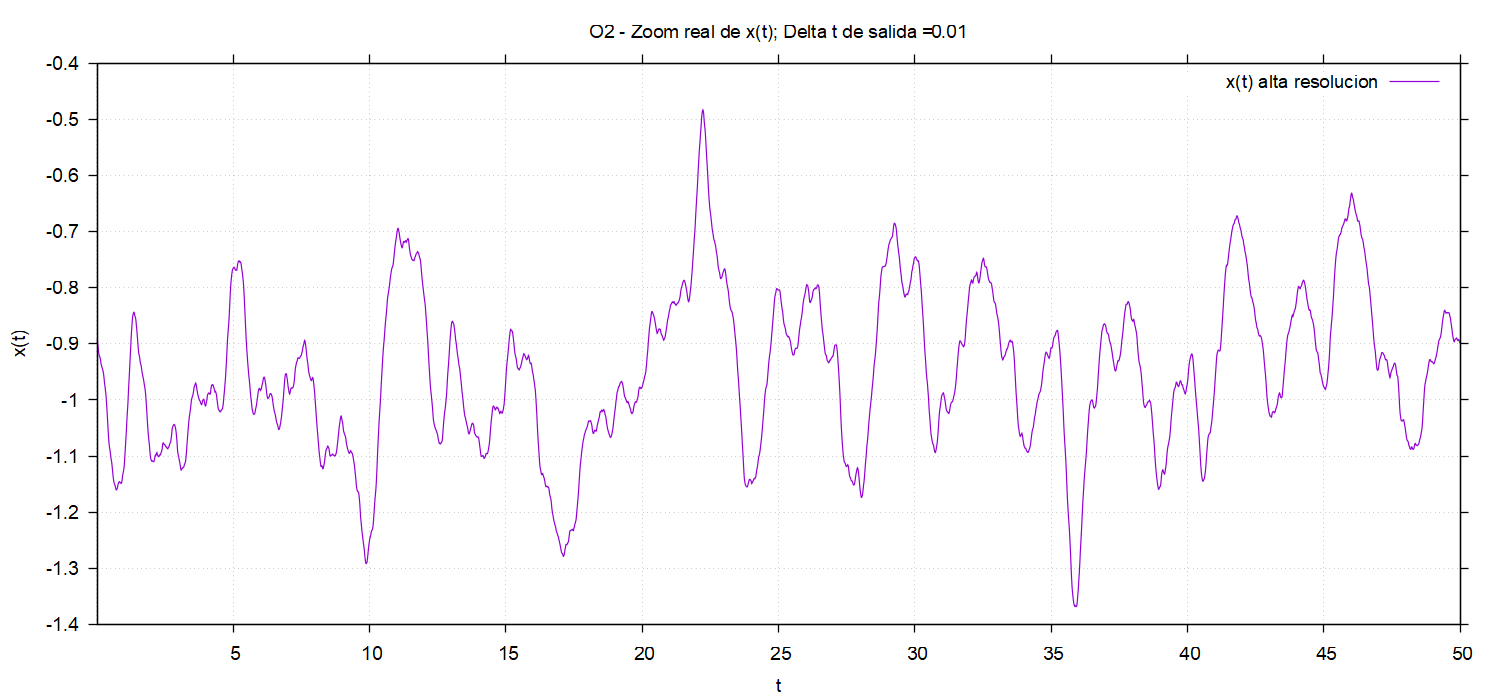 O2 - Zoom real de x(t); Delta t de salida =0.01
x(t) alta resolucion
-0.4
-0.5
-0.6
-0.7
-0.8
-0.9
-1
-1.1
-1.2
-1.3
-1.4
x(t)
5 10 15 20 25 30 35 40 45 50
t